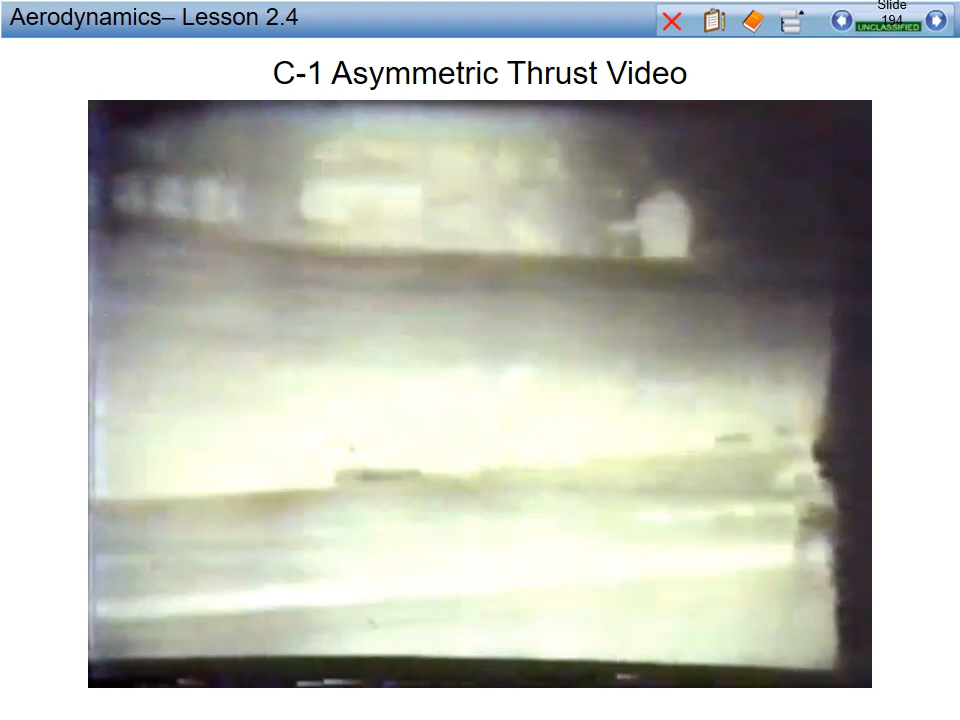 Aerodynamics– Lesson 2.4
Slide
194
UNCLASSIFIED
C-1 Asymmetric Thrust Video